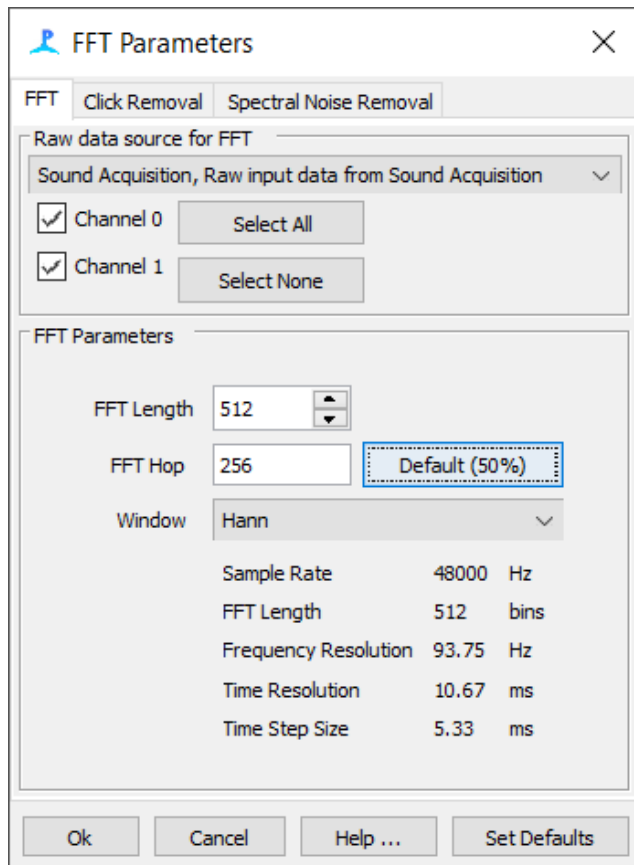 FFT Parameters
FFT Click Removal Spectral Noise Removal
Raw data source for FFT
Sound Acquisition, Raw input data from Sound Acquisition
Channel 0 Select All
Channel 1 Select None
FFT Parameters
FFT Length 512
FFT Hop 256 Default (50%)
Window Hann
Sample Rate 48000 Hz
FFT Length 512 bins
Frequency Resolution 93.75 Hz
Time Resolution 10.67 ms
Time Step Size 5.33 ms
Ok Cancel Help ... Set Defaults